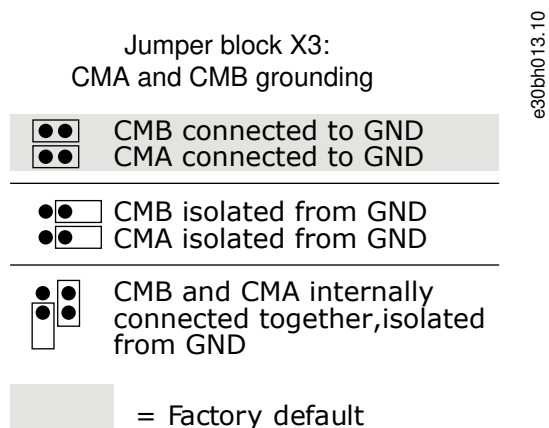 Jumper block X3:
CMA and CMB grounding
CMB connected to GND
CMA connected to GND
CMB isolated from GND
CMA isolated from GND
CMB and CMA internally
connected together,isolated
from GND
= Factory default
e30bh013.10